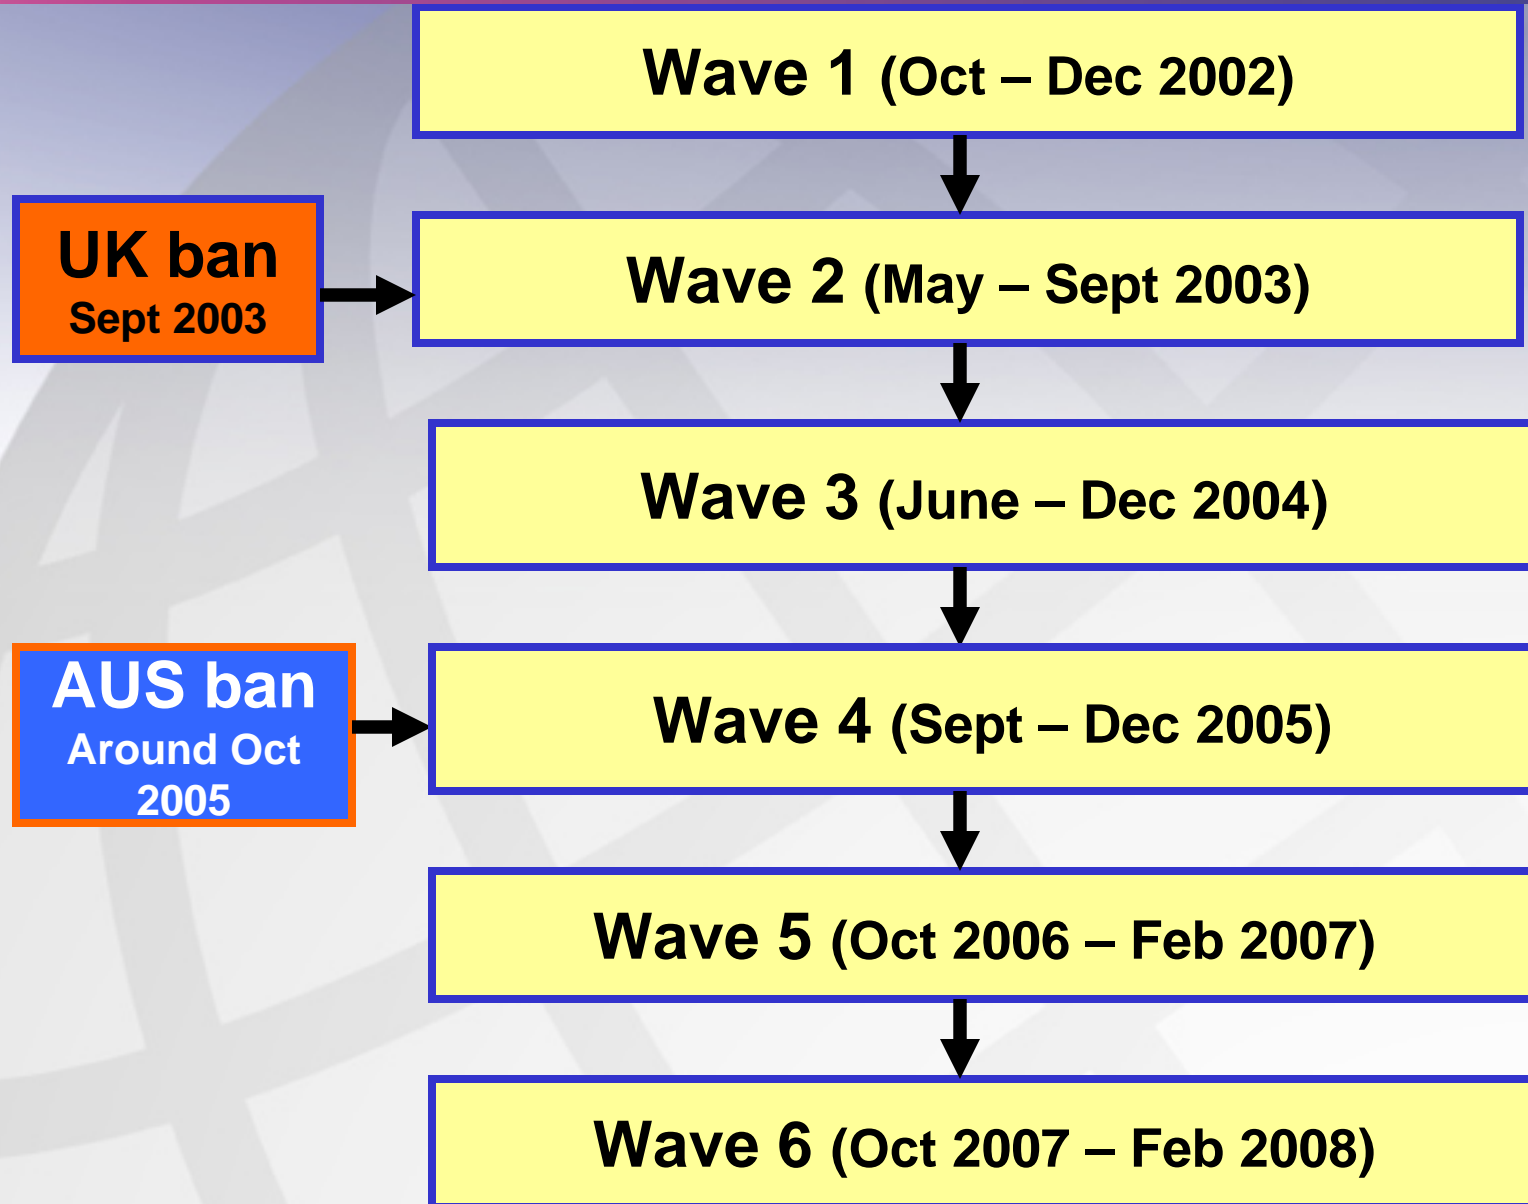 Wave 1 (Oct – Dec 2002)
UK ban
Sept 2003
Wave 2 (May – Sept 2003)
Wave 3 (June – Dec 2004)
AUS ban
Around Oct
2005
Wave 4 (Sept – Dec 2005)
Wave 5 (Oct 2006 – Feb 2007)
Wave 6 (Oct 2007 – Feb 2008)